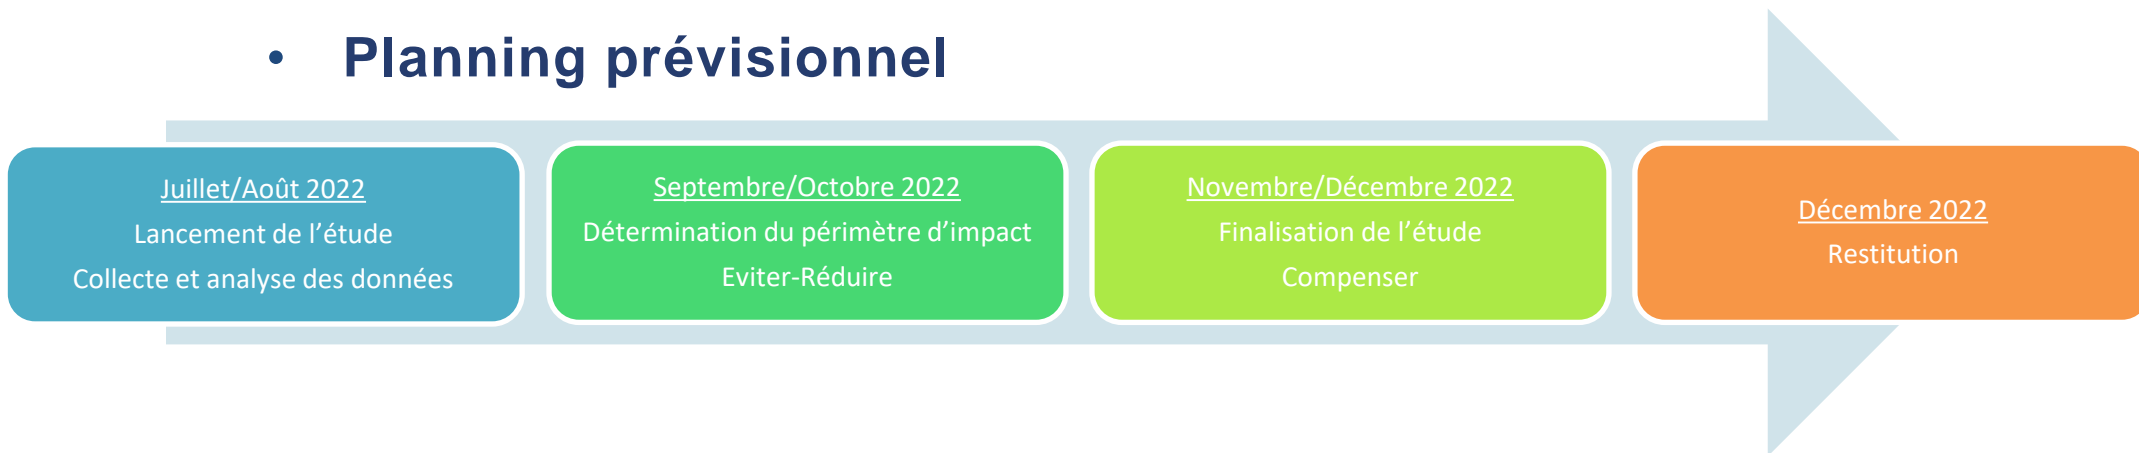 • Planning prévisionnel
Juillet/Août 2022
Lancement de l’étude
Collecte et analyse des données
Septembre/Octobre 2022
Détermination du périmètre d’impact
Eviter-Réduire
Novembre/Décembre 2022
Finalisation de l’étude
Compenser
Décembre 2022
Restitution